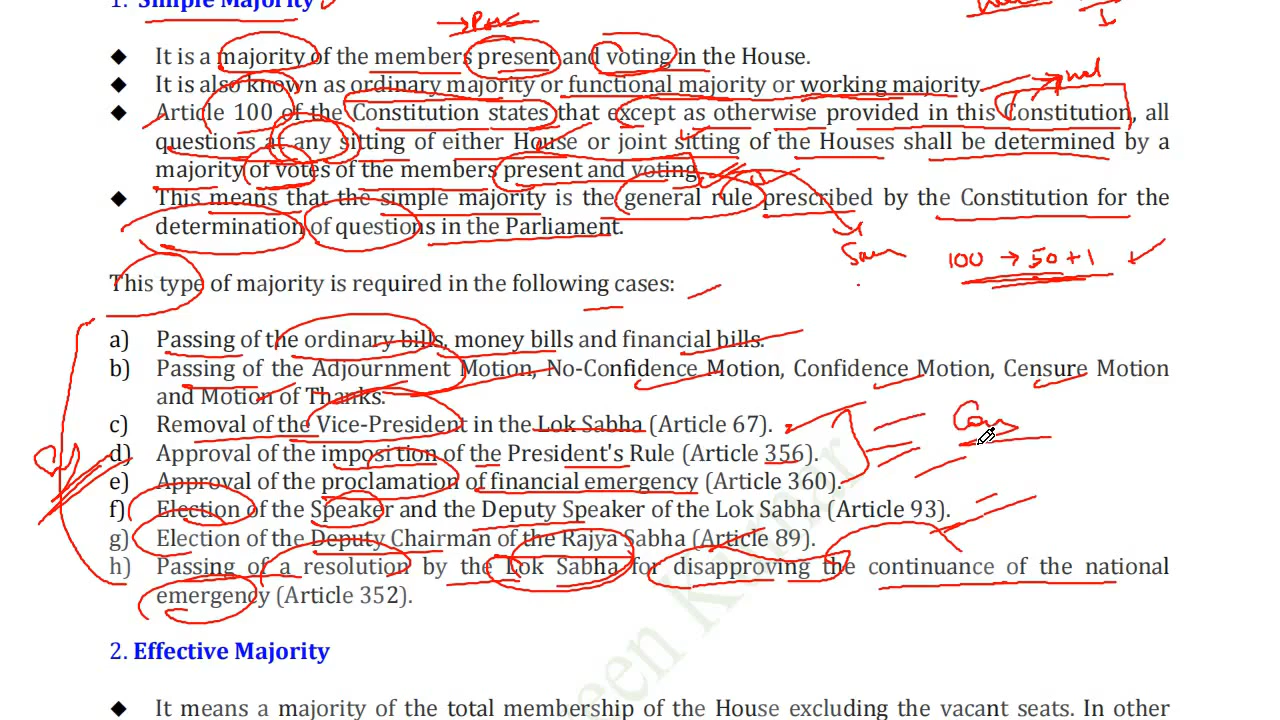 1. Simple Majority
◆ It is a majority of the members present and voting in the House.
◆ It is also known as ordinary majority or functional majority or working majority.
◆ Article 100 of the Constitution states that except as otherwise provided in this Constitution, all
questions at any sitting of either House or joint sitting of the Houses shall be determined by a
majority of votes of the members present and voting.
◆ This means that the simple majority is the general rule prescribed by the Constitution for the
determination of questions in the Parliament.
100 → 50 + 1
This type of majority is required in the following cases:
a) Passing of the ordinary bills, money bills and financial bills.
b) Passing of the Adjournment Motion, No-Confidence Motion, Confidence Motion, Censure Motion
and Motion of Thanks.
c) Removal of the Vice-President in the Lok Sabha (Article 67).
d) Approval of the imposition of the President's Rule (Article 356).
e) Approval of the proclamation of financial emergency (Article 360).
f) Election of the Speaker and the Deputy Speaker of the Lok Sabha (Article 93).
g) Election of the Deputy Chairman of the Rajya Sabha (Article 89).
h) Passing of a resolution by the Lok Sabha for disapproving the continuance of the national
emergency (Article 352).
2. Effective Majority
◆ It means a majority of the total membership of the House excluding the vacant seats. In other